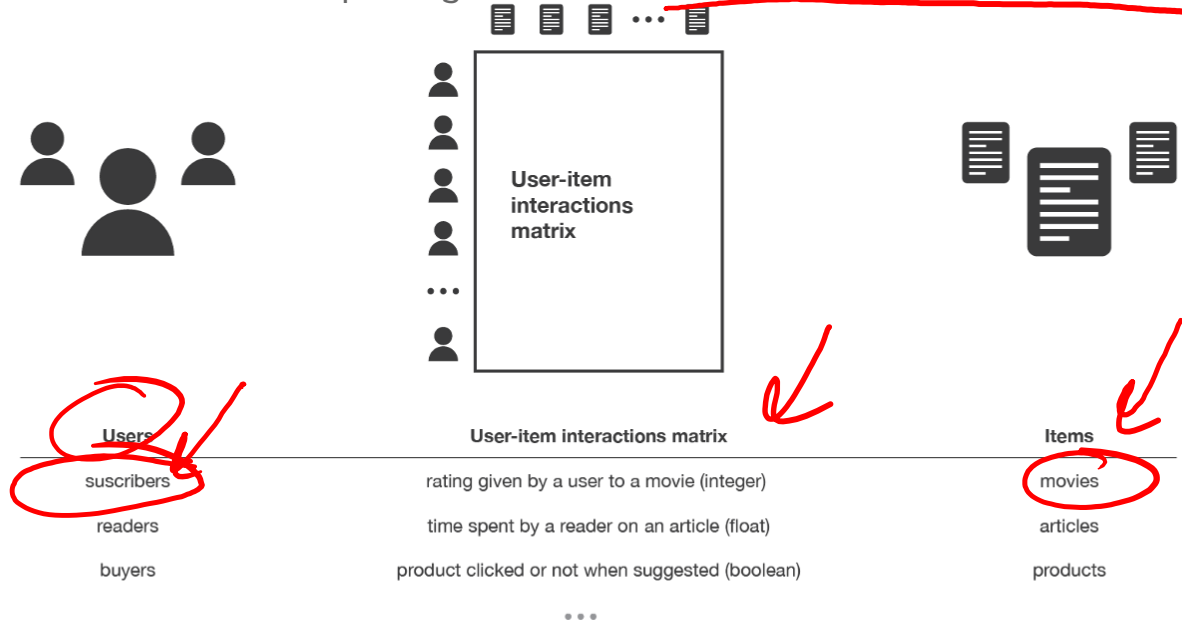 User-item
interactions
matrix
Users User-item interactions matrix Items
suscribers rating given by a user to a movie (integer) movies
readers time spent by a reader on an article (float) articles
buyers product clicked or not when suggested (boolean) products